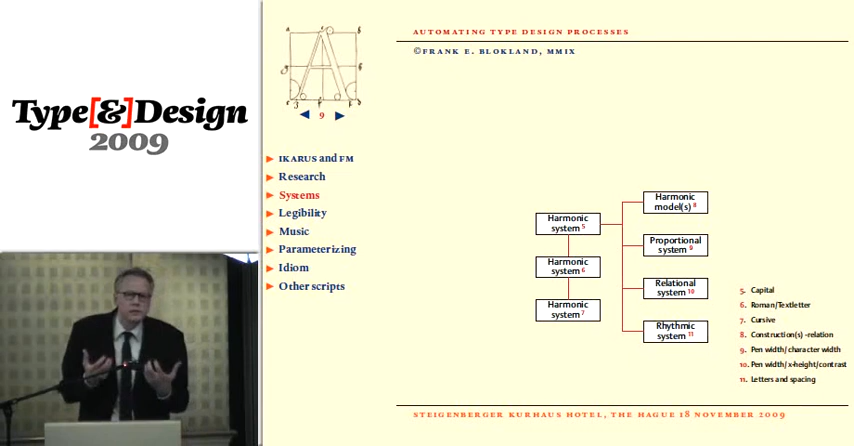 Type[&]Design
2009
9
IKARUS and FM
Research
Systems
Legibility
Music
Parameterizing
Idiom
Other scripts
AUTOMATING TYPE DESIGN PROCESSES
©FRANK E. BLOKLAND, MMIX
Harmonic
system 5
Harmonic
system 6
Harmonic
system 7
Harmonic
model(s) 8
Proportional
system 9
Relational
system 10
Rhythmic
system 11
5. Capital
6. Roman/Textletter
7. Cursive
8. Construction(s) -relation
9. Pen width/character width
10. Pen width/x-height/contrast
11. Letters and spacing
STEIGENBERGER KURHAUS HOTEL, THE HAGUE 18 NOVEMBER 2009